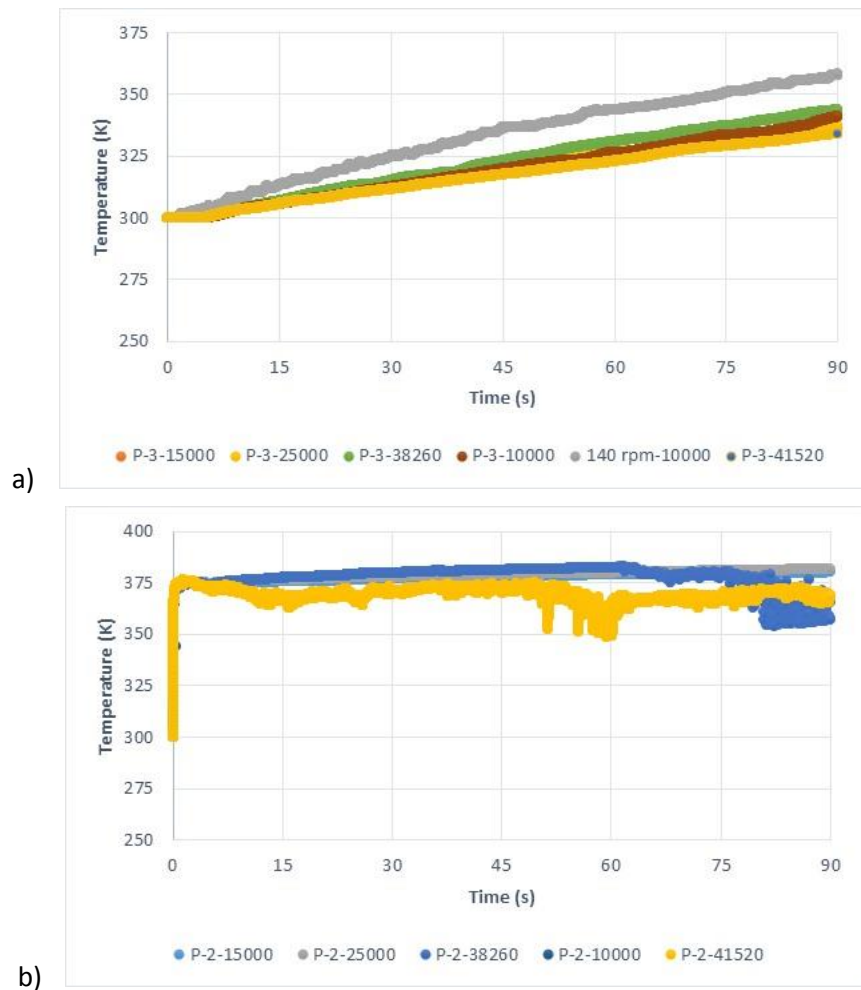 375
350
325
300
275
250
Temperature (K)
0 15 30 45 60 75 90
Time (s)
P-3-15000 P-3-25000 P-3-38260 P-3-10000 140 rpm-10000 P-3-41520
a)
400
375
350
325
300
275
250
Temperature (K)
0 15 30 45 60 75 90
Time (s)
P-2-15000 P-2-25000 P-2-38260 P-2-10000 P-2-41520
b)